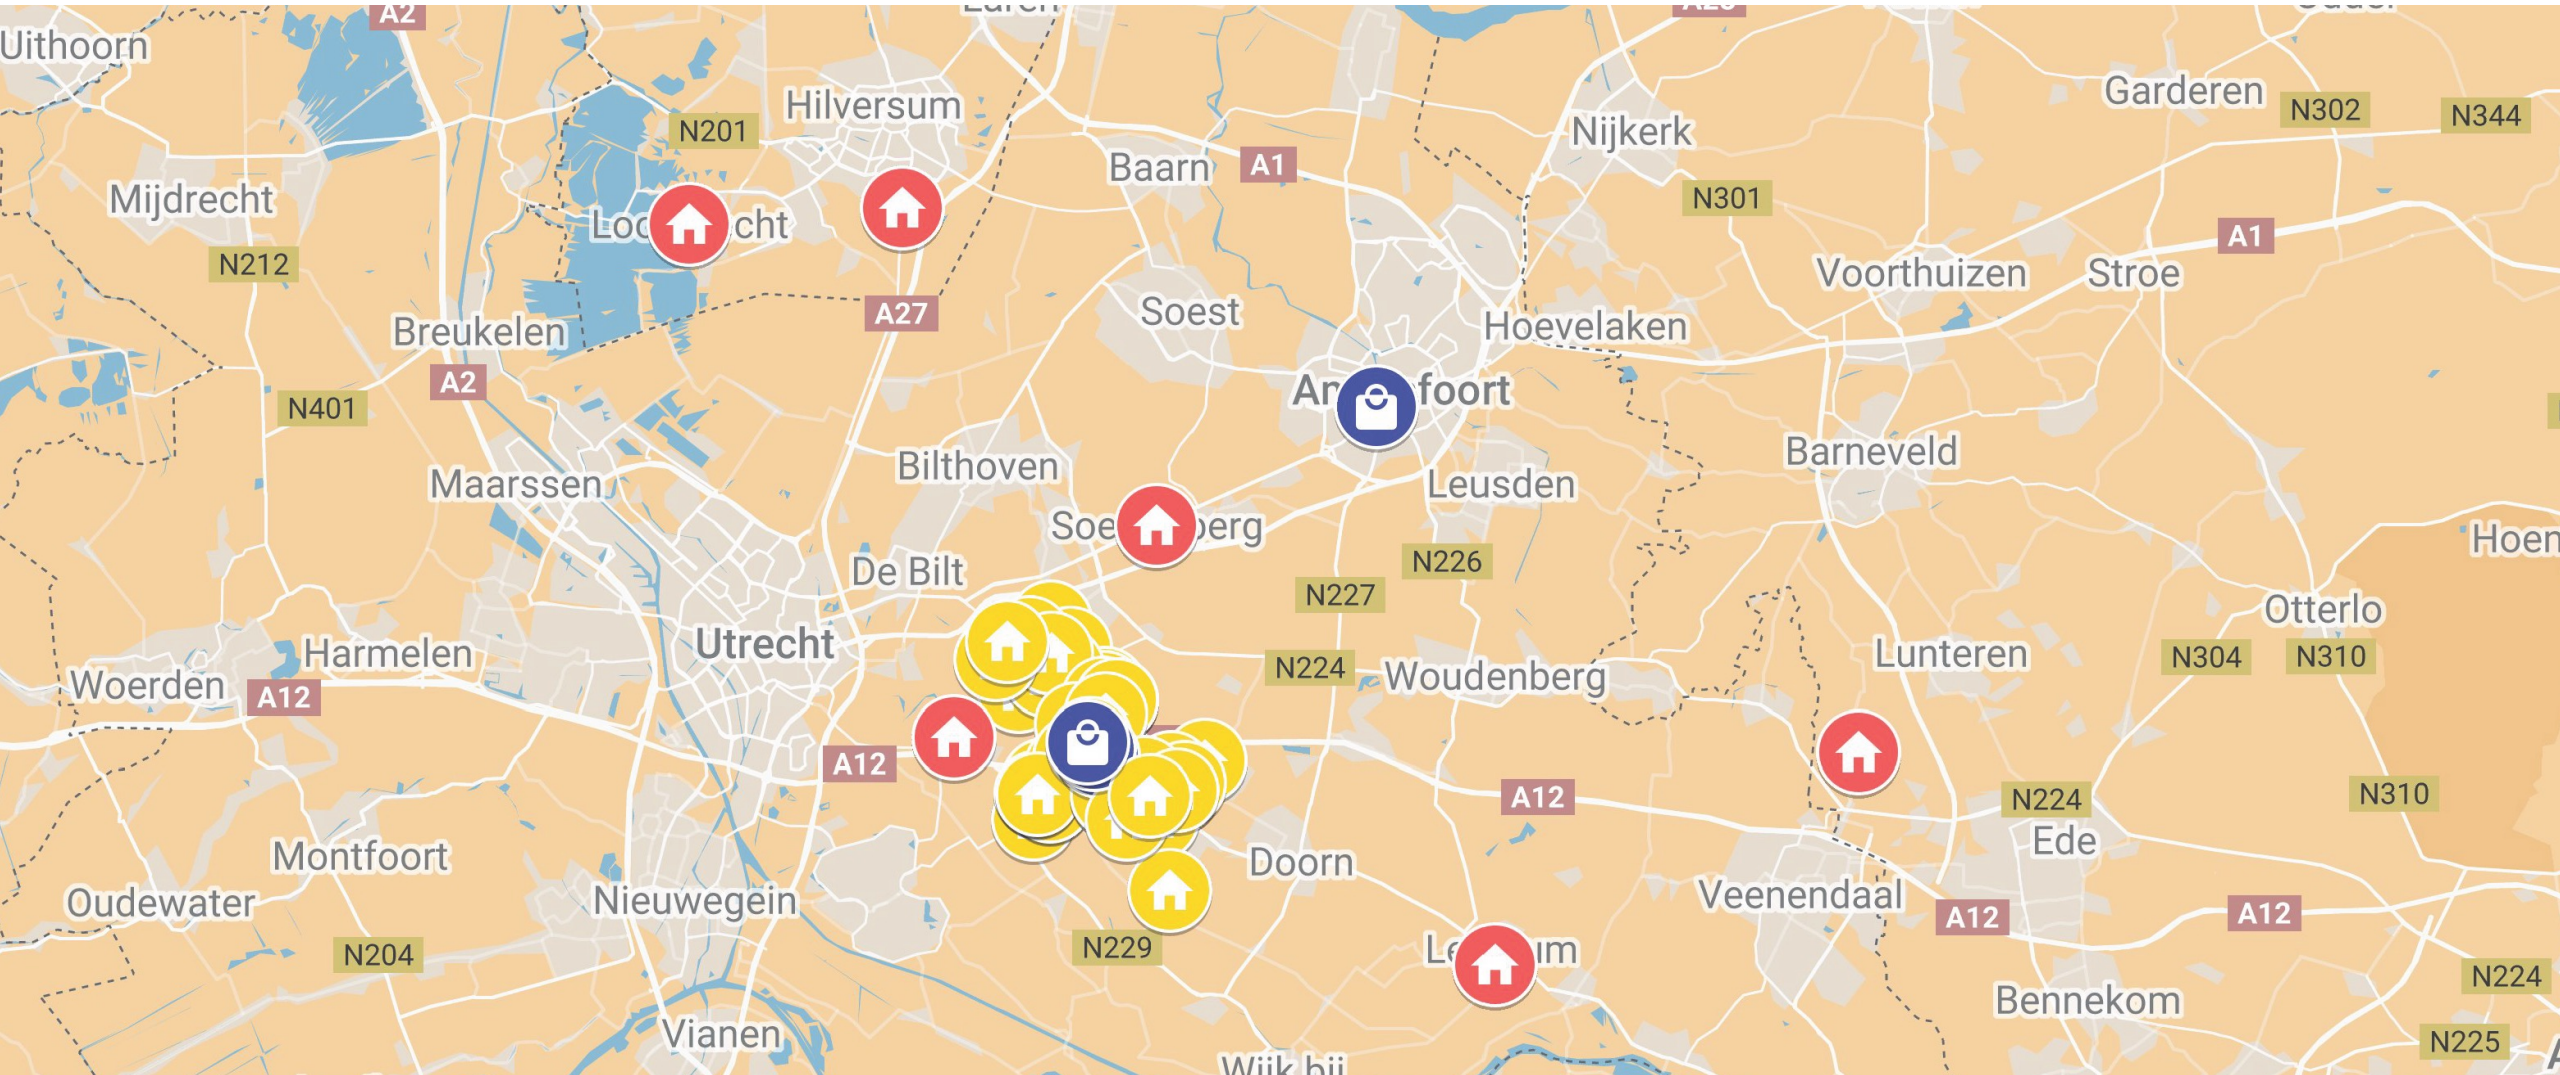 A2
Uithoorn
Garderen
N302
N344
Hilversum
N201
Nijkerk
Baarn
A1
Mijdrecht
N301
A1
N212
Voorthuizen
Stroe
A27
Soest
Breukelen
Hoevelaken
A2
N401
foort
Barneveld
Bilthoven
Maarssen
Leusden
Soe
berg
Hoen
De Bilt
N226
N227
Otterlo
Utrecht
Harmelen
Lunteren
N304
N310
N224
Woudenberg
Woerden
A12
A12
A12
N310
N224
Ede
Montfoort
Doorn
Veenendaal
Oudewater
Nieuwegein
A12
A12
N229
N204
N224
Bennekom
Vianen
N225
Wijk bij